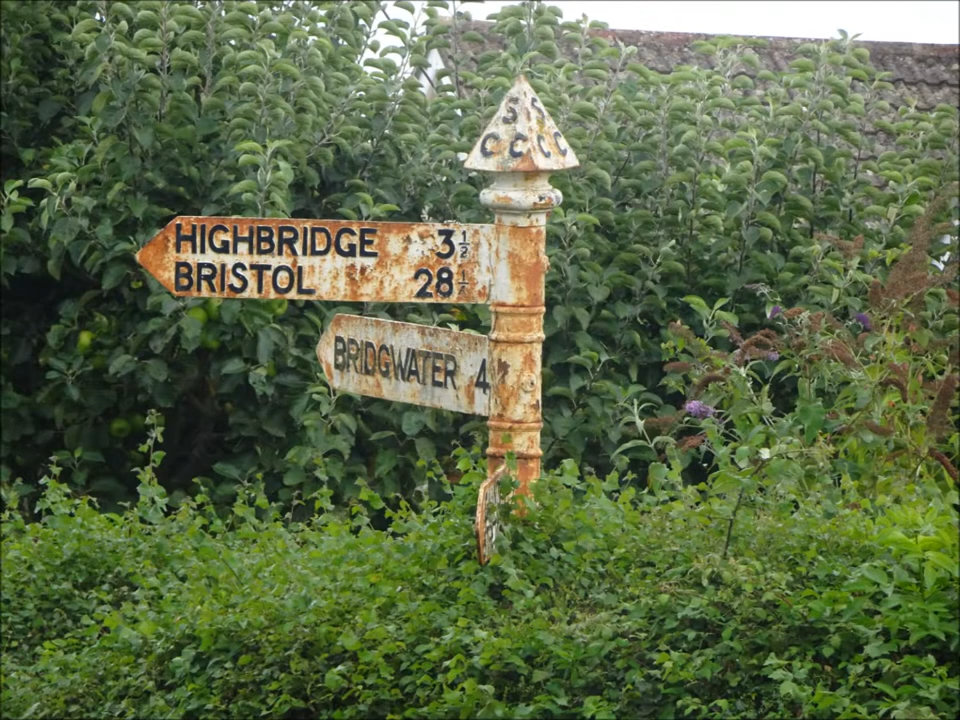 S S
C C C C
HIGHBRIDGE 3½
BRISTOL 28½
BRIDGWATER 4